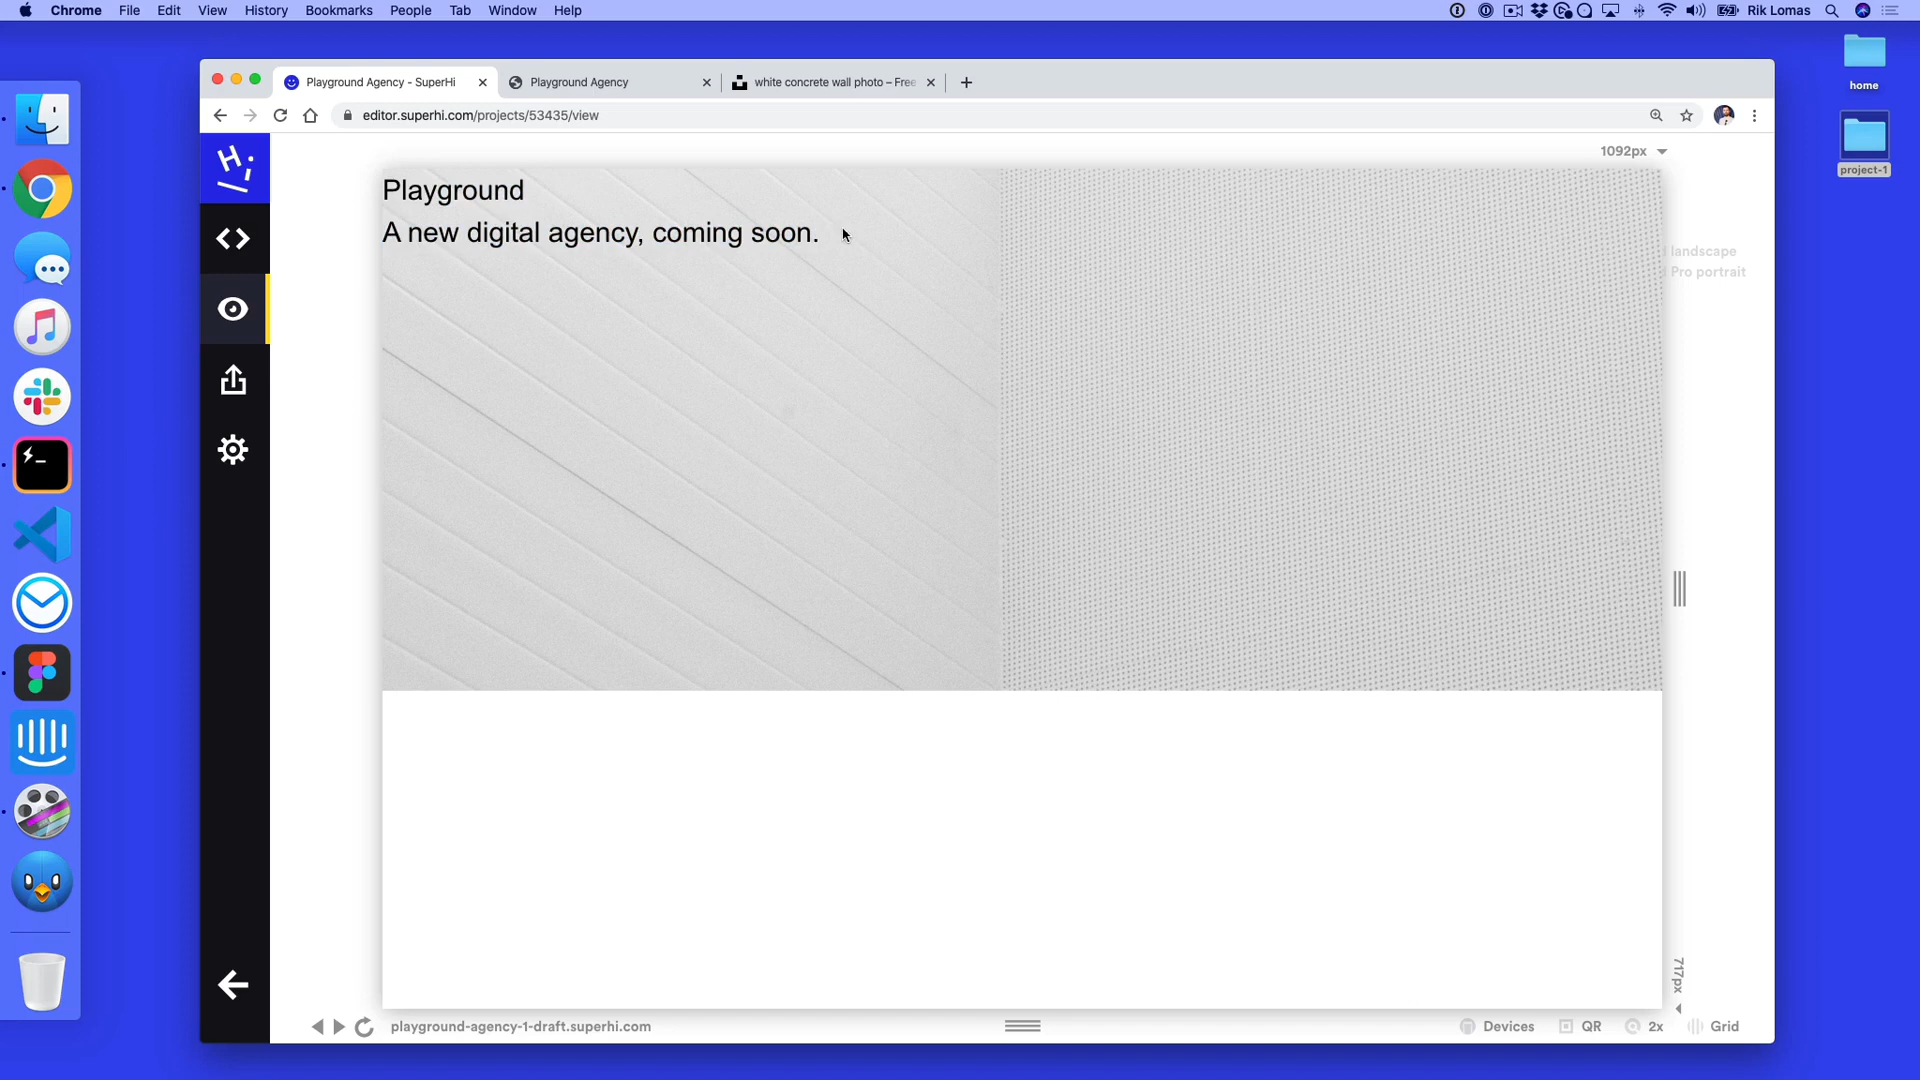 Chrome File Edit View History Bookmarks People Tab Window Help Rik Lomas
home
project-1
Playground Agency - SuperHi
Playground Agency
white concrete wall photo – Free
editor.superhi.com/projects/53435/view
Hi
1092px
Playground
A new digital agency, coming soon.
landscape
Pro portrait
717px
playground-agency-1-draft.superhi.com
Devices QR 2x Grid